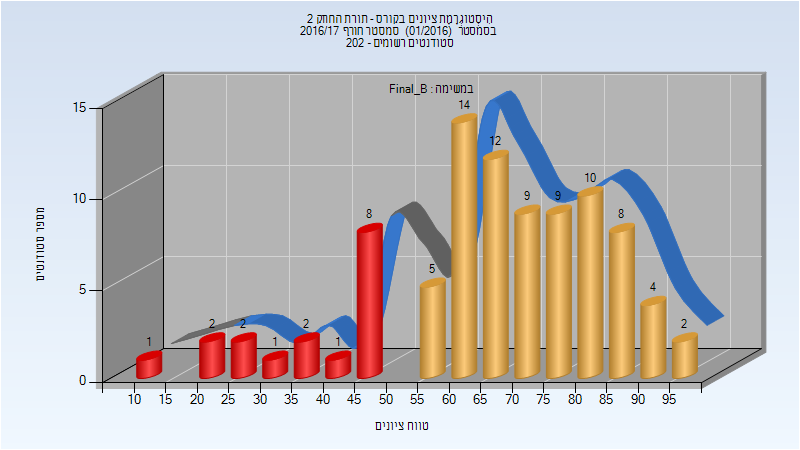 היסטוגרמת ציונים בקורס - תורת החוזק 2
בסמסטר (01/2016) סמסטר חורף 2016/17
סטודנטים רשומים - 202
במשימה : Final_B
מספר סטודנטים
15
10
5
0
1
2
2
1
2
1
8
5
14
12
9
9
10
8
4
2
10 15 20 25 30 35 40 45 50 55 60 65 70 75 80 85 90 95
טווח ציונים